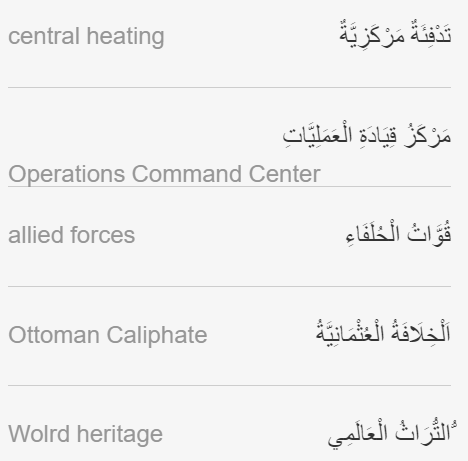 central heating تَدْفِئَةٌ مَرْكَزِيَّةٌ
مَرْكَزُ قِيَادَةِ الْعَمَلِيَّاتِ
Operations Command Center
allied forces قُوَّاتُ الْحُلَفَاءِ
Ottoman Caliphate اَلْخِلَافَةُ الْعُثْمَانِيَّةُ
Wolrd heritage ُّالتُّرَاثُ الْعَالَمِي